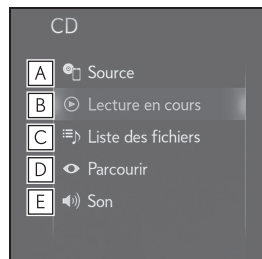 CD
A Source
B Lecture en cours
C Liste des fichiers
D Parcourir
E Son